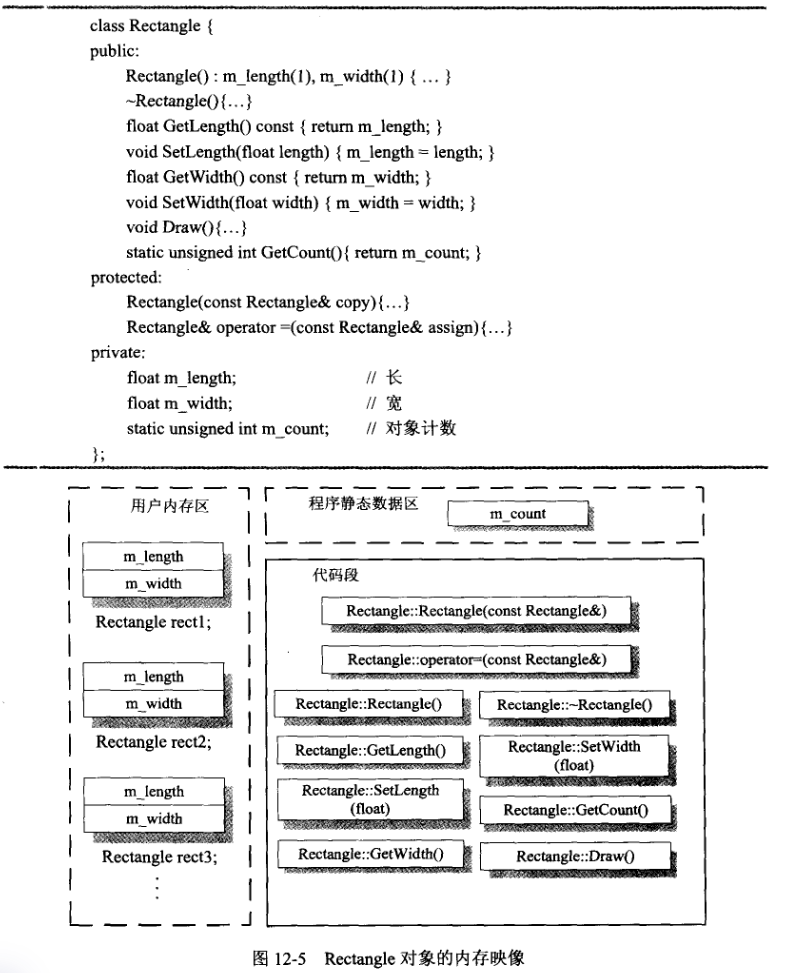 class Rectangle {
public:
Rectangle() : m_length(1), m_width(1) { … }
~Rectangle(){…}
float GetLength() const { return m_length; }
void SetLength(float length) { m_length = length; }
float GetWidth() const { return m_width; }
void SetWidth(float width) { m_width = width; }
void Draw(){…}
static unsigned int GetCount(){ return m_count; }
protected:
Rectangle(const Rectangle& copy){…}
Rectangle& operator =(const Rectangle& assign){…}
private:
float m_length; // 长
float m_width; // 宽
static unsigned int m_count; // 对象计数
};
用户内存区
m_length
m_width
Rectangle rect1;
m_length
m_width
Rectangle rect2;
m_length
m_width
Rectangle rect3;
程序静态数据区
m_count
代码段
Rectangle::Rectangle(const Rectangle&)
Rectangle::operator=(const Rectangle&)
Rectangle::Rectangle()
Rectangle::~Rectangle()
Rectangle::GetLength()
Rectangle::SetWidth
(float)
Rectangle::SetLength
(float)
Rectangle::GetCount()
Rectangle::GetWidth()
Rectangle::Draw()
图 12-5 Rectangle 对象的内存映像